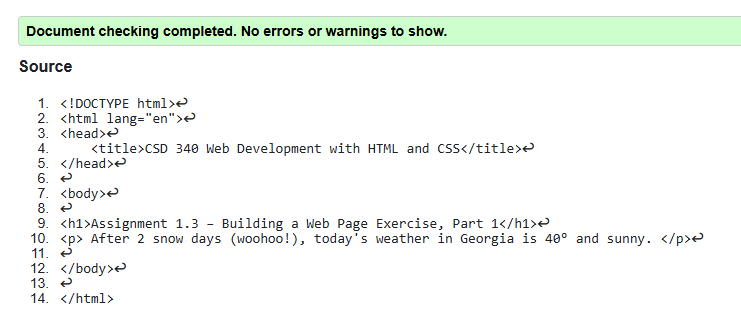 Document checking completed. No errors or warnings to show.
Source
1. <!DOCTYPE html>↩
2. <html lang="en">↩
3. <head>↩
4.     <title>CSD 340 Web Development with HTML and CSS</title>↩
5. </head>↩
6. ↩
7. <body>↩
8. ↩
9. <h1>Assignment 1.3 – Building a Web Page Exercise, Part 1</h1>↩
10. <p> After 2 snow days (woohoo!), today's weather in Georgia is 40° and sunny. </p>↩
11. ↩
12. </body>↩
13. ↩
14. </html>